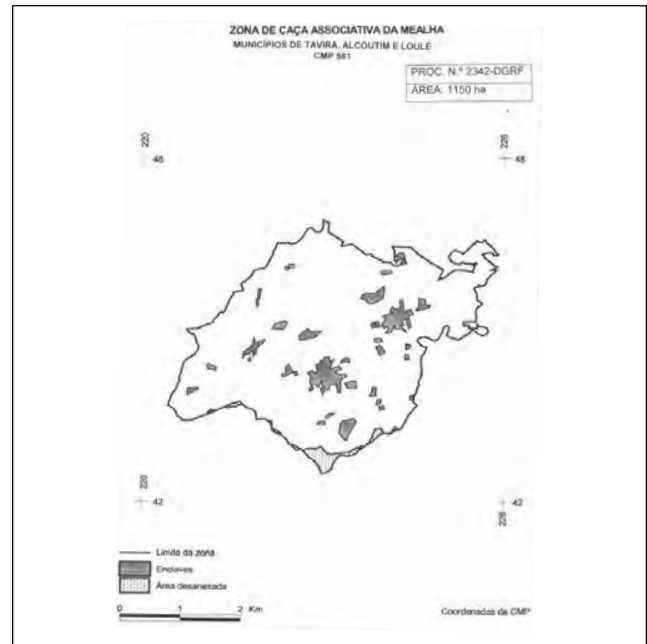 ZONA DE CAÇA ASSOCIATIVA DA MEALHA
MUNICÍPIOS DE TAVIRA, ALCOUTIM E LOULÉ
CMP 581
PROC. N.º 2342-DGRF
ÁREA: 1150 ha
220
48
226
48
220
42
226
42
Limite da zona
Enclaves
Área desanexada
0 1 2 Km
Coordenadas da CMP